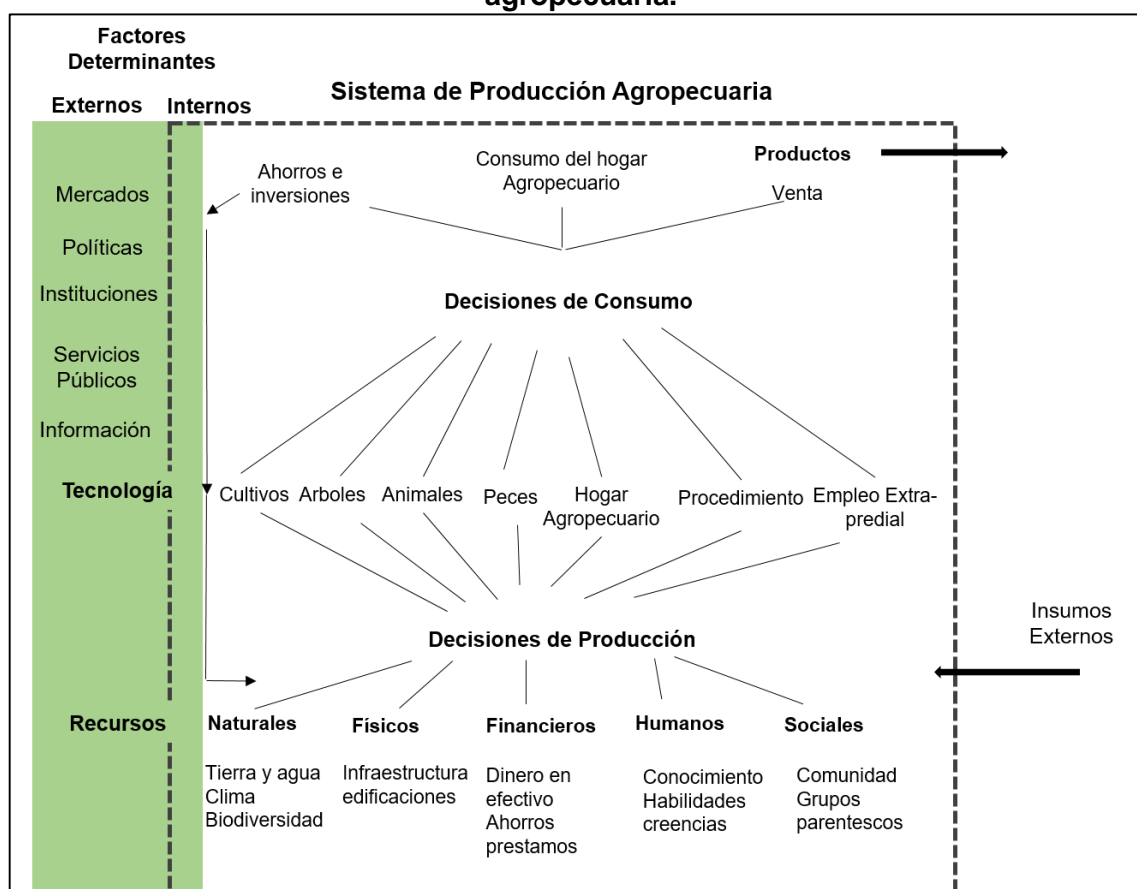 agropecuaria.
Factores
Determinantes
Externos Internos
Sistema de Producción Agropecuaria
Mercados
Políticas
Instituciones
Servicios
Públicos
Información
Tecnología
Recursos
Ahorros e
inversiones
Consumo del hogar
Agropecuario
Productos
Venta
Decisiones de Consumo
Cultivos
Arboles
Animales
Peces
Hogar
Agropecuario
Procedimiento
Empleo Extra-
predial
Decisiones de Producción
Insumos
Externos
Naturales
Tierra y agua
Clima
Biodiversidad
Físicos
Infraestructura
edificaciones
Financieros
Dinero en
efectivo
Ahorros
prestamos
Humanos
Conocimiento
Habilidades
creencias
Sociales
Comunidad
Grupos
parentescos